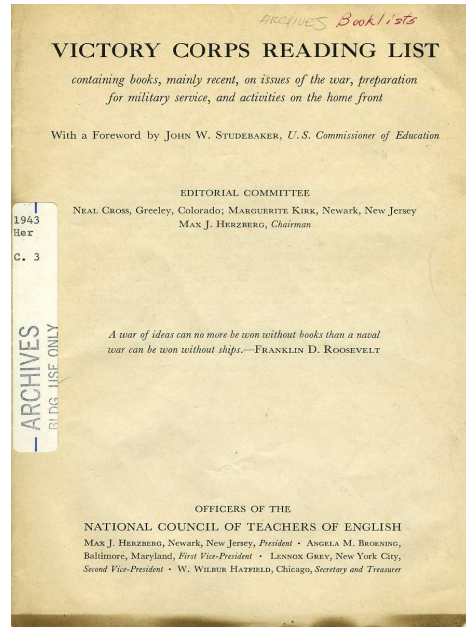 ARCHIVES Booklists
VICTORY CORPS READING LIST
containing books, mainly recent, on issues of the war, preparation
for military service, and activities on the home front
With a Foreword by JOHN W. STUDEBAKER, U. S. Commissioner of Education
EDITORIAL COMMITTEE
NEAL CROSS, Greeley, Colorado; MARGUERITE KIRK, Newark, New Jersey
MAX J. HERZBERG, Chairman
1943
Her
C. 3
ARCHIVES
BLDG USE ONLY
A war of ideas can no more be won without books than a naval
war can be won without ships.—FRANKLIN D. ROOSEVELT
OFFICERS OF THE
NATIONAL COUNCIL OF TEACHERS OF ENGLISH
MAX J. HERZBERG, Newark, New Jersey, President · ANGELA M. BROENING,
Baltimore, Maryland, First Vice-President · LENNOX GREY, New York City,
Second Vice-President · W. WILBUR HATFIELD, Chicago, Secretary and Treasurer